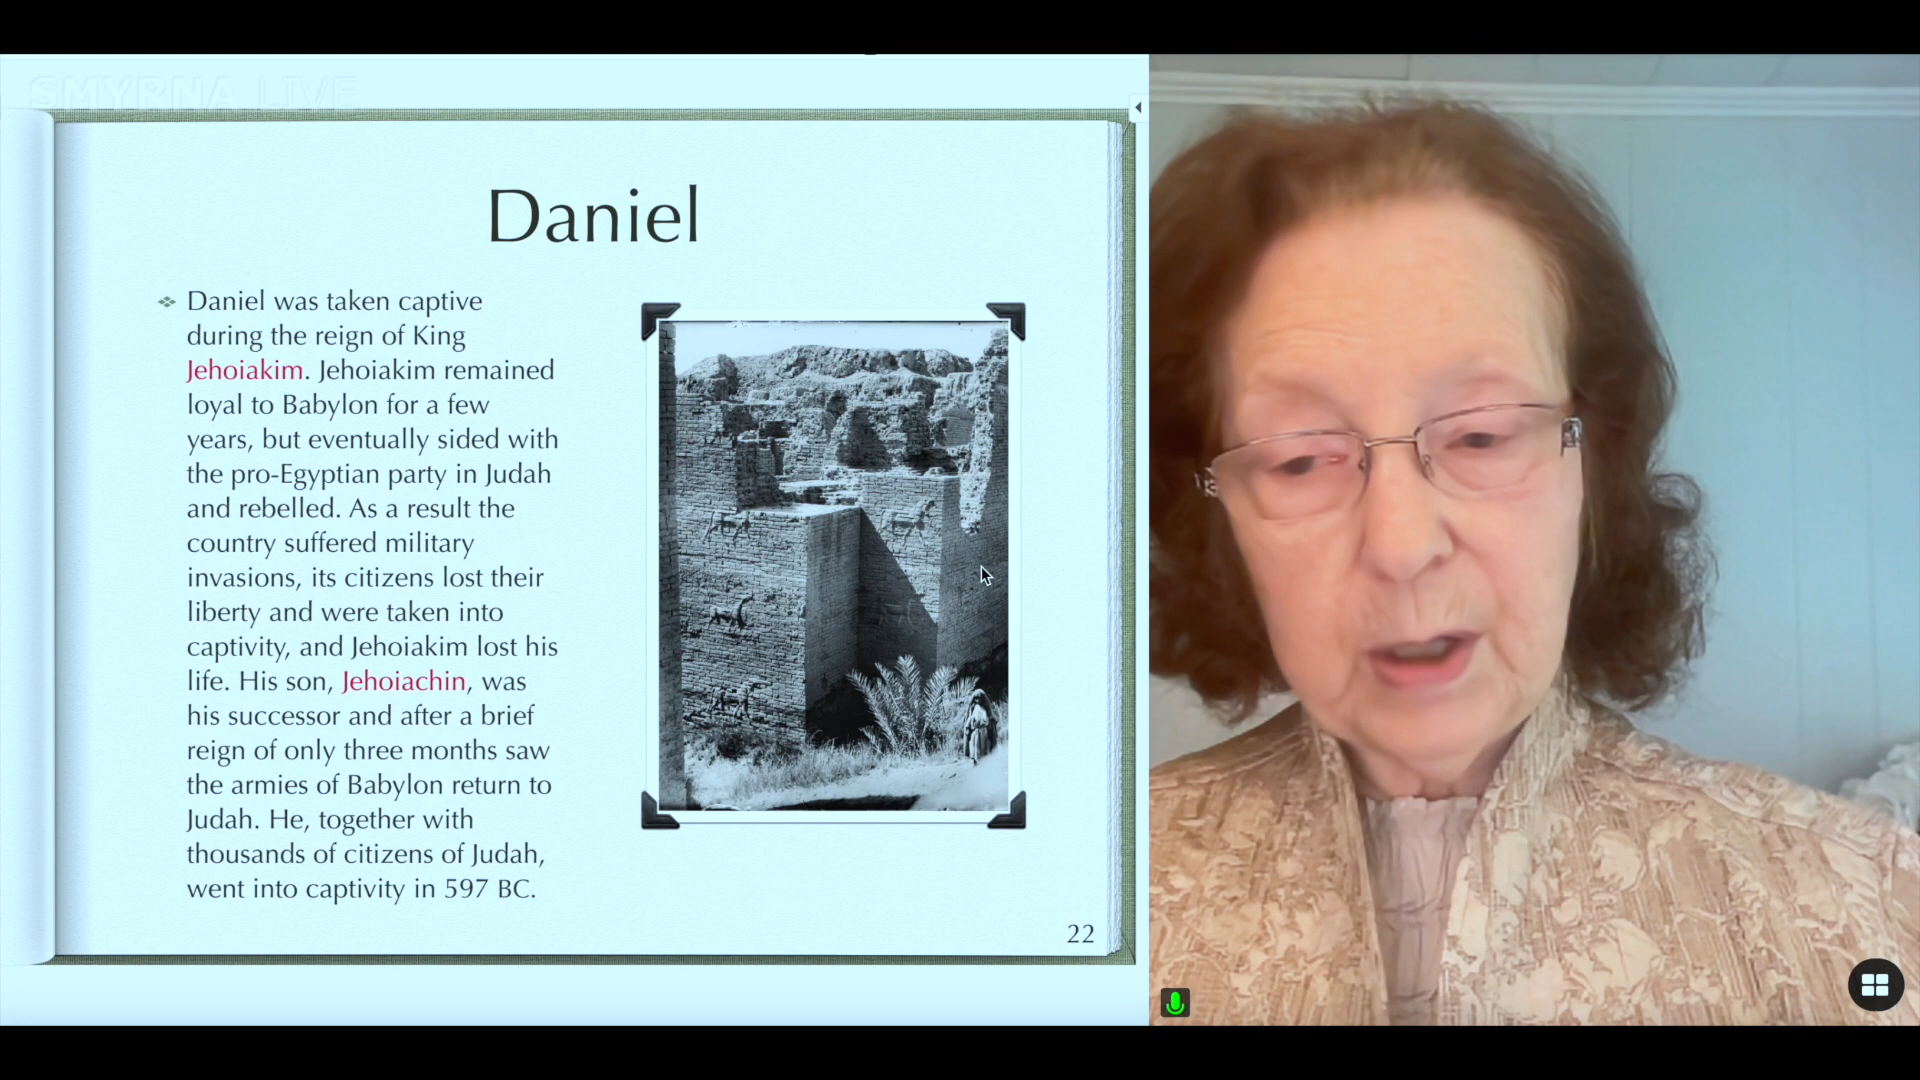 SMYRNA LIVE
Daniel
Daniel was taken captive
during the reign of King
Jehoiakim. Jehoiakim remained
loyal to Babylon for a few
years, but eventually sided with
the pro-Egyptian party in Judah
and rebelled. As a result the
country suffered military
invasions, its citizens lost their
liberty and were taken into
captivity, and Jehoiakim lost his
life. His son, Jehoiachin, was
his successor and after a brief
reign of only three months saw
the armies of Babylon return to
Judah. He, together with
thousands of citizens of Judah,
went into captivity in 597 BC.
22